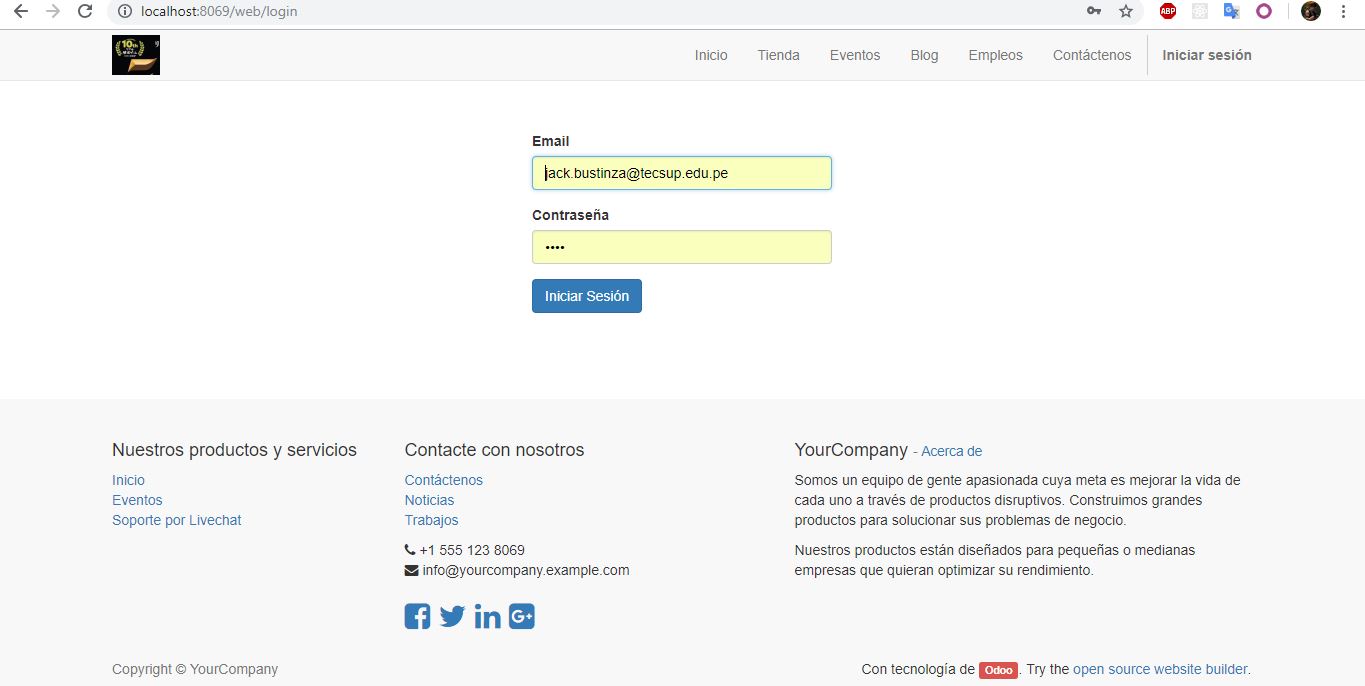 localhost:8069/web/login
ABP
10th
Inicio Tienda Eventos Blog Empleos Contáctenos Iniciar sesión
Email
jack.bustinza@tecsup.edu.pe
Contraseña
••••
Iniciar Sesión
Nuestros productos y servicios
Inicio
Eventos
Soporte por Livechat
Contacte con nosotros
Contáctenos
Noticias
Trabajos
+1 555 123 8069
info@yourcompany.example.com
YourCompany - Acerca de
Somos un equipo de gente apasionada cuya meta es mejorar la vida de
cada uno a través de productos disruptivos. Construimos grandes
productos para solucionar sus problemas de negocio.
Nuestros productos están diseñados para pequeñas o medianas
empresas que quieran optimizar su rendimiento.
Copyright © YourCompany
Con tecnología de Odoo. Try the open source website builder.